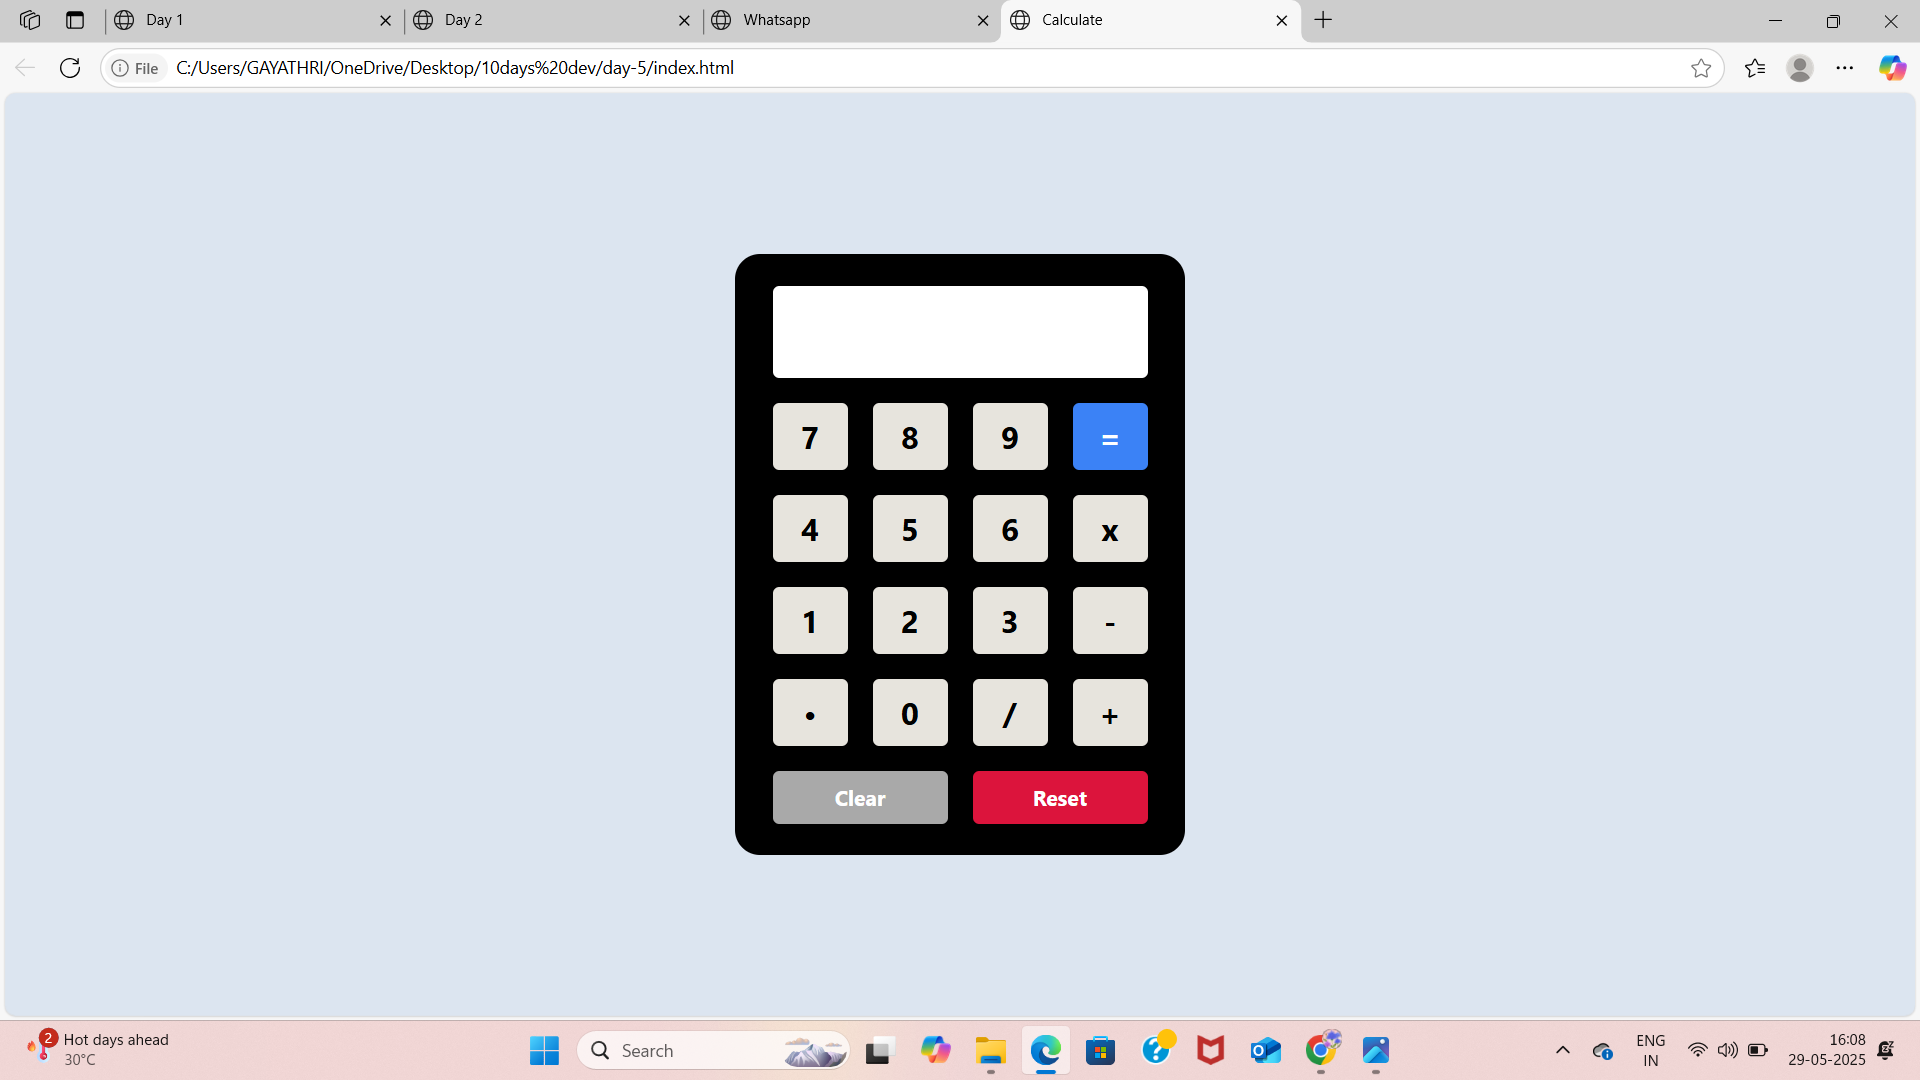 Day 1
Day 2
Whatsapp
Calculate
File
C:/Users/GAYATHRI/OneDrive/Desktop/10days%20dev/day-5/index.html
7 8 9 =
4 5 6 x
1 2 3 -
• 0 / +
Clear Reset
2
Hot days ahead
30°C
Search
ENG
IN
16:08
29-05-2025